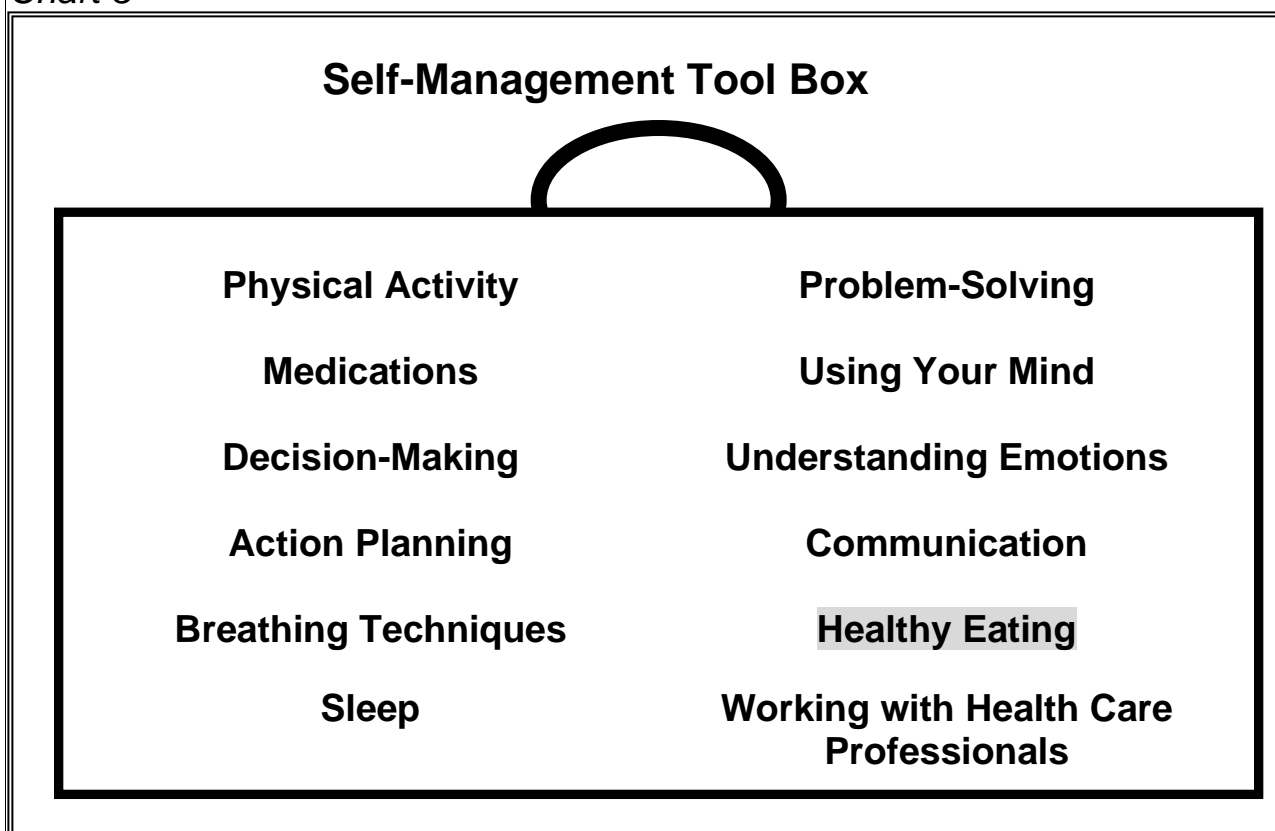 Self-Management Tool Box
Physical Activity
Problem-Solving
Medications
Using Your Mind
Decision-Making
Understanding Emotions
Action Planning
Communication
Breathing Techniques
Healthy Eating
Sleep
Working with Health Care
Professionals